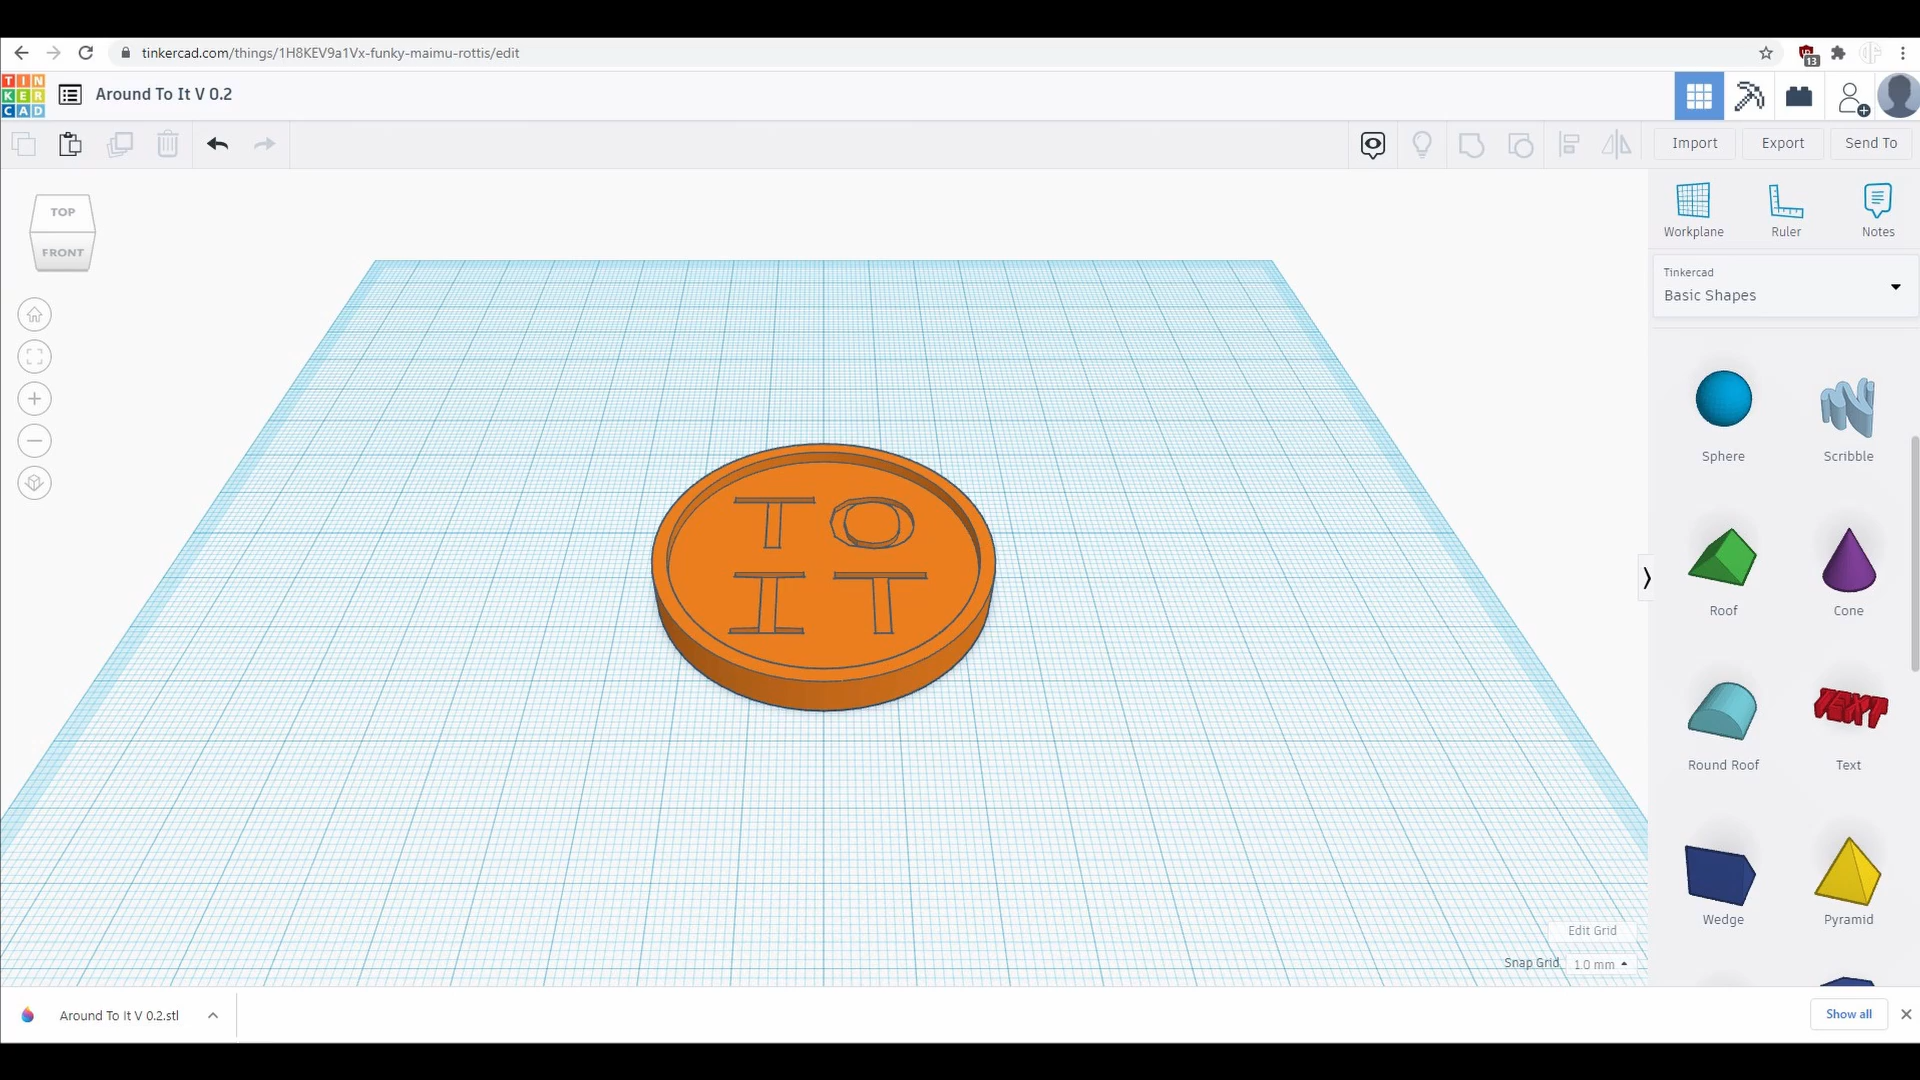 tinkercad.com/things/1H8KEV9a1Vx-funky-maimu-rottis/edit
13
TIN
KER
CAD
Around To It V 0.2
Import
Export
Send To
TOP
FRONT
Workplane
Ruler
Notes
Tinkercad
Basic Shapes
Sphere
Scribble
Roof
Cone
TO
IT
TEXT
Round Roof
Text
Wedge
Pyramid
Edit Grid
Snap Grid 1.0 mm
Around To It V 0.2.stl
Show all